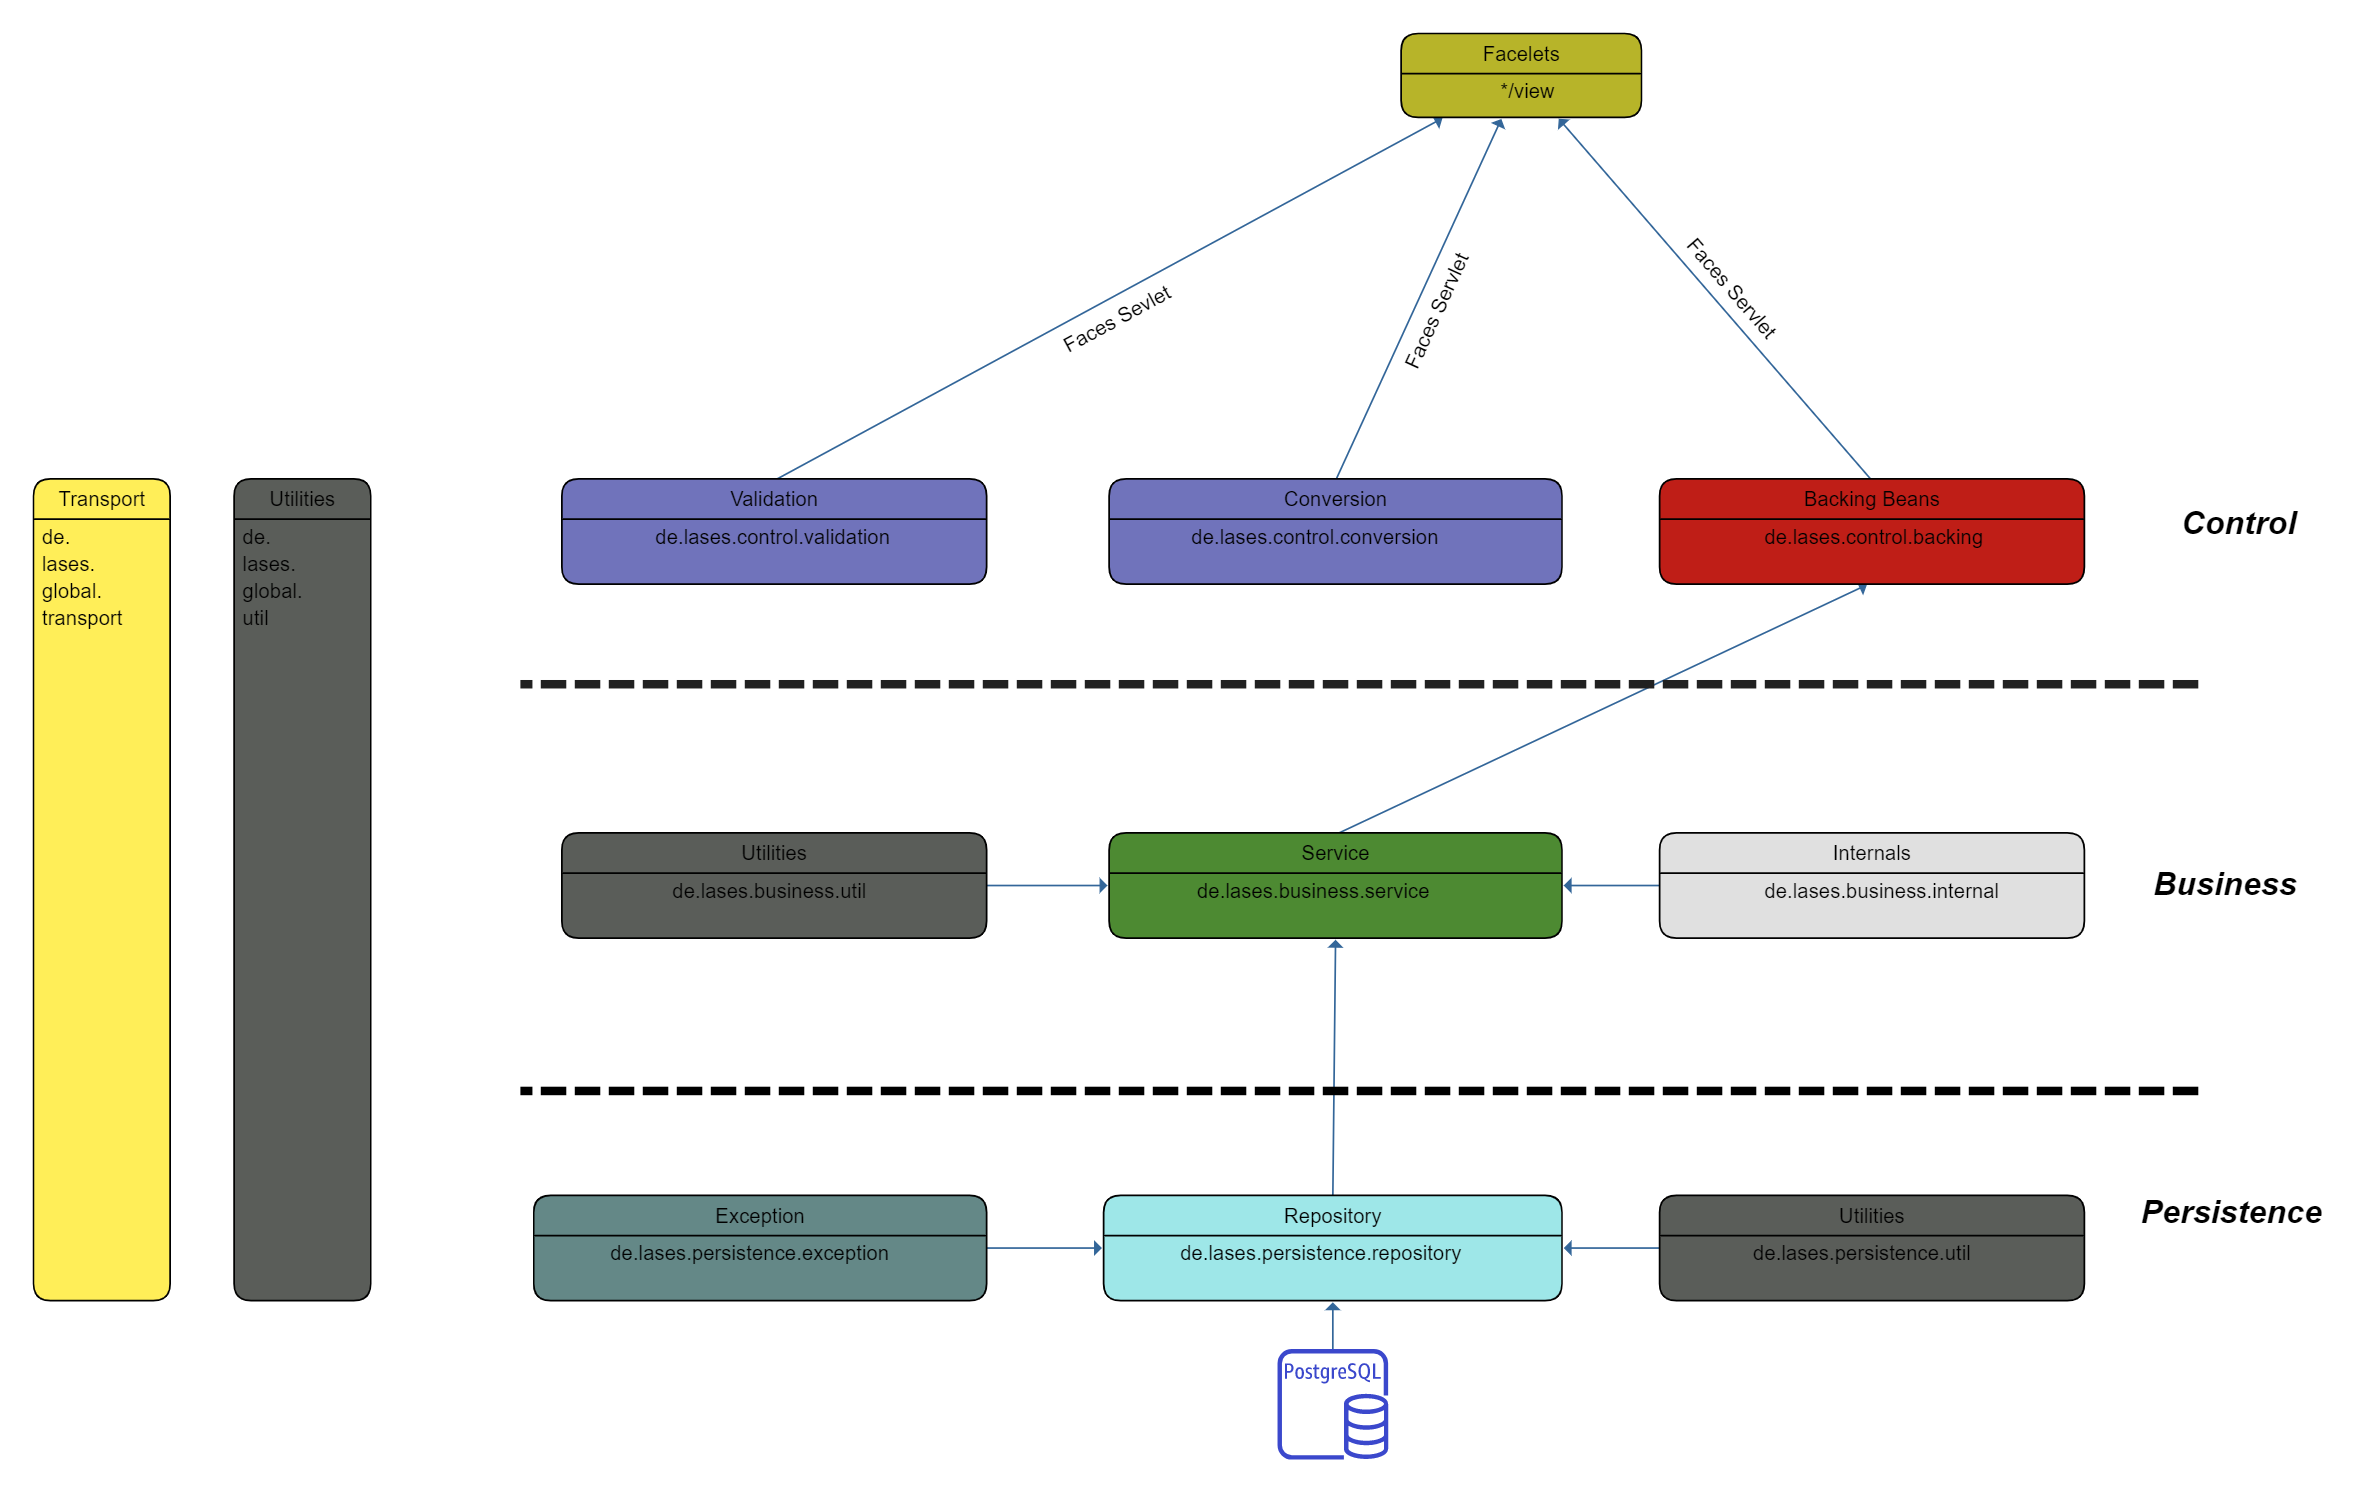 Facelets
*/view
Faces Sevlet
Faces Servlet
Faces Servlet
Transport
de.
lases.
global.
transport
Utilities
de.
lases.
global.
util
Validation
de.lases.control.validation
Conversion
de.lases.control.conversion
Backing Beans
de.lases.control.backing
Control
Utilities
de.lases.business.util
Service
de.lases.business.service
Internals
de.lases.business.internal
Business
Exception
de.lases.persistence.exception
Repository
de.lases.persistence.repository
Utilities
de.lases.persistence.util
Persistence
PostgreSQL